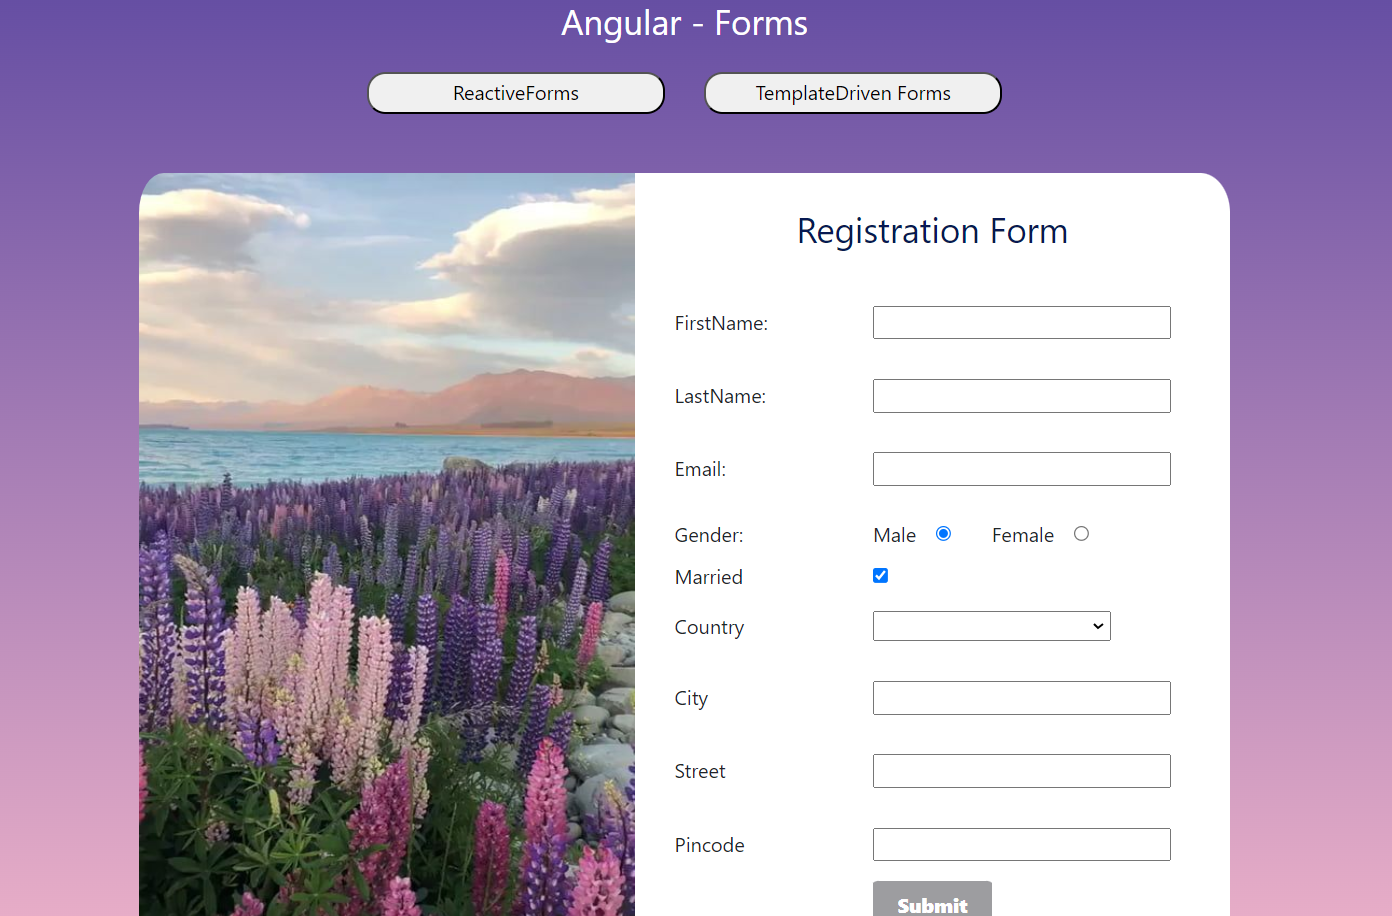 Angular - Forms
ReactiveForms TemplateDriven Forms
Registration Form
FirstName:
LastName:
Email:
Gender: Male Female
Married
Country
City
Street
Pincode
Submit